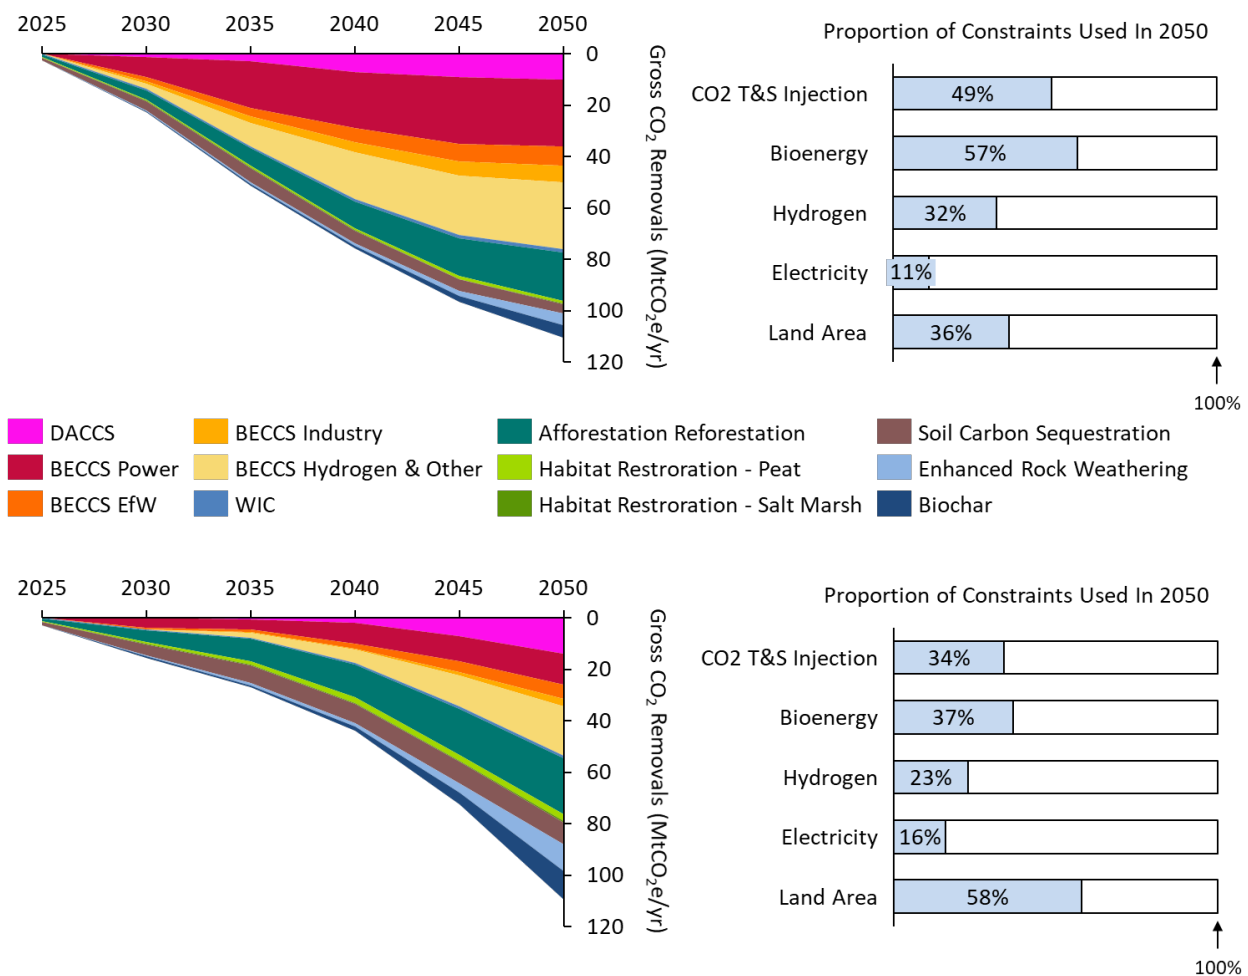 2025 2030 2035 2040 2045 2050
0
20
40
60
80
100
120
Gross CO2 Removals (MtCO2e/yr)
Proportion of Constraints Used In 2050
CO2 T&S Injection 49%
Bioenergy 57%
Hydrogen 32%
Electricity 11%
Land Area 36%
100%
DACCS BECCS Industry Afforestation Reforestation Soil Carbon Sequestration
BECCS Power BECCS Hydrogen & Other Habitat Restroration - Peat Enhanced Rock Weathering
BECCS EfW WIC Habitat Restroration - Salt Marsh Biochar
2025 2030 2035 2040 2045 2050
0
20
40
60
80
100
120
Gross CO2 Removals (MtCO2e/yr)
Proportion of Constraints Used In 2050
CO2 T&S Injection 34%
Bioenergy 37%
Hydrogen 23%
Electricity 16%
Land Area 58%
100%